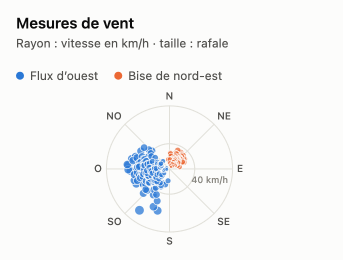 Mesures de vent
Rayon : vitesse en km/h · taille : rafale
Flux d’ouest
Bise de nord-est
N
NO
NE
O
E
40 km/h
SO
SE
S